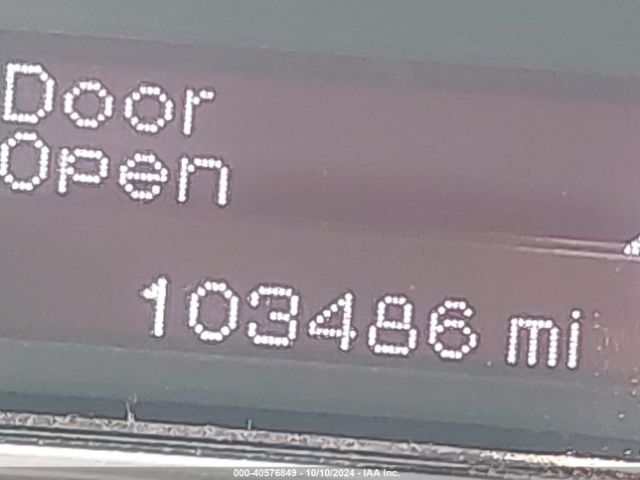 Door
Open
103486 mi
000-40576849 - 10/10/2024 - IAA Inc.